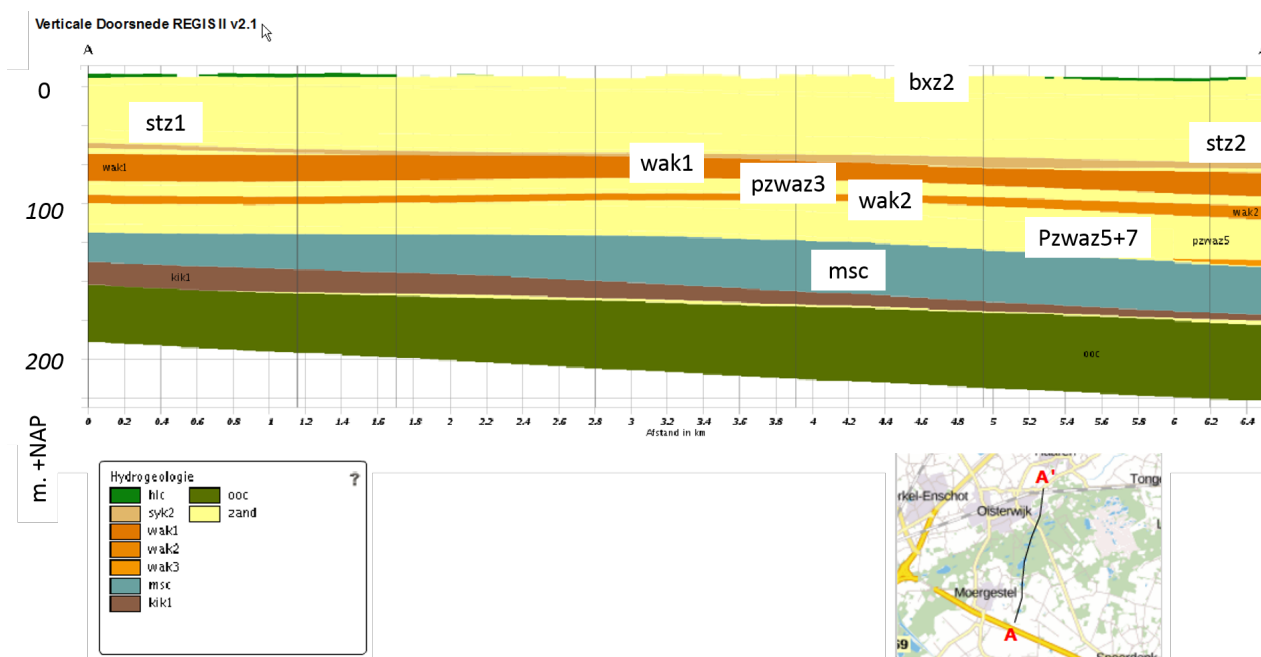 Verticale Doorsnede REGIS II v2.1
A
0
bxz2
stz1
stz2
wak1
wak1
pzwaz3
100
wak2
wak2
Pzwaz5+7
pzwaz5
msc
kik1
200
ooc
0 0.2 0.6 0.8 1 1.2 1.4 1.6 1.8 2 2.2 2.4 2.6 2.8 3 3.2 3.4 3.6 3.8 4 4.2 4.4 4.6 4.8 5 5.2 5.4 5.6 5.8 6 6.2 6.4
Afstand in km
m. +NAP
Hydrogeologie ?
hlc ooc
syk2 zand
wak1
wak2
wak3
msc
kik1
A'
Tong
rkel-Enschot
Oisterwijk
Moergestel
A